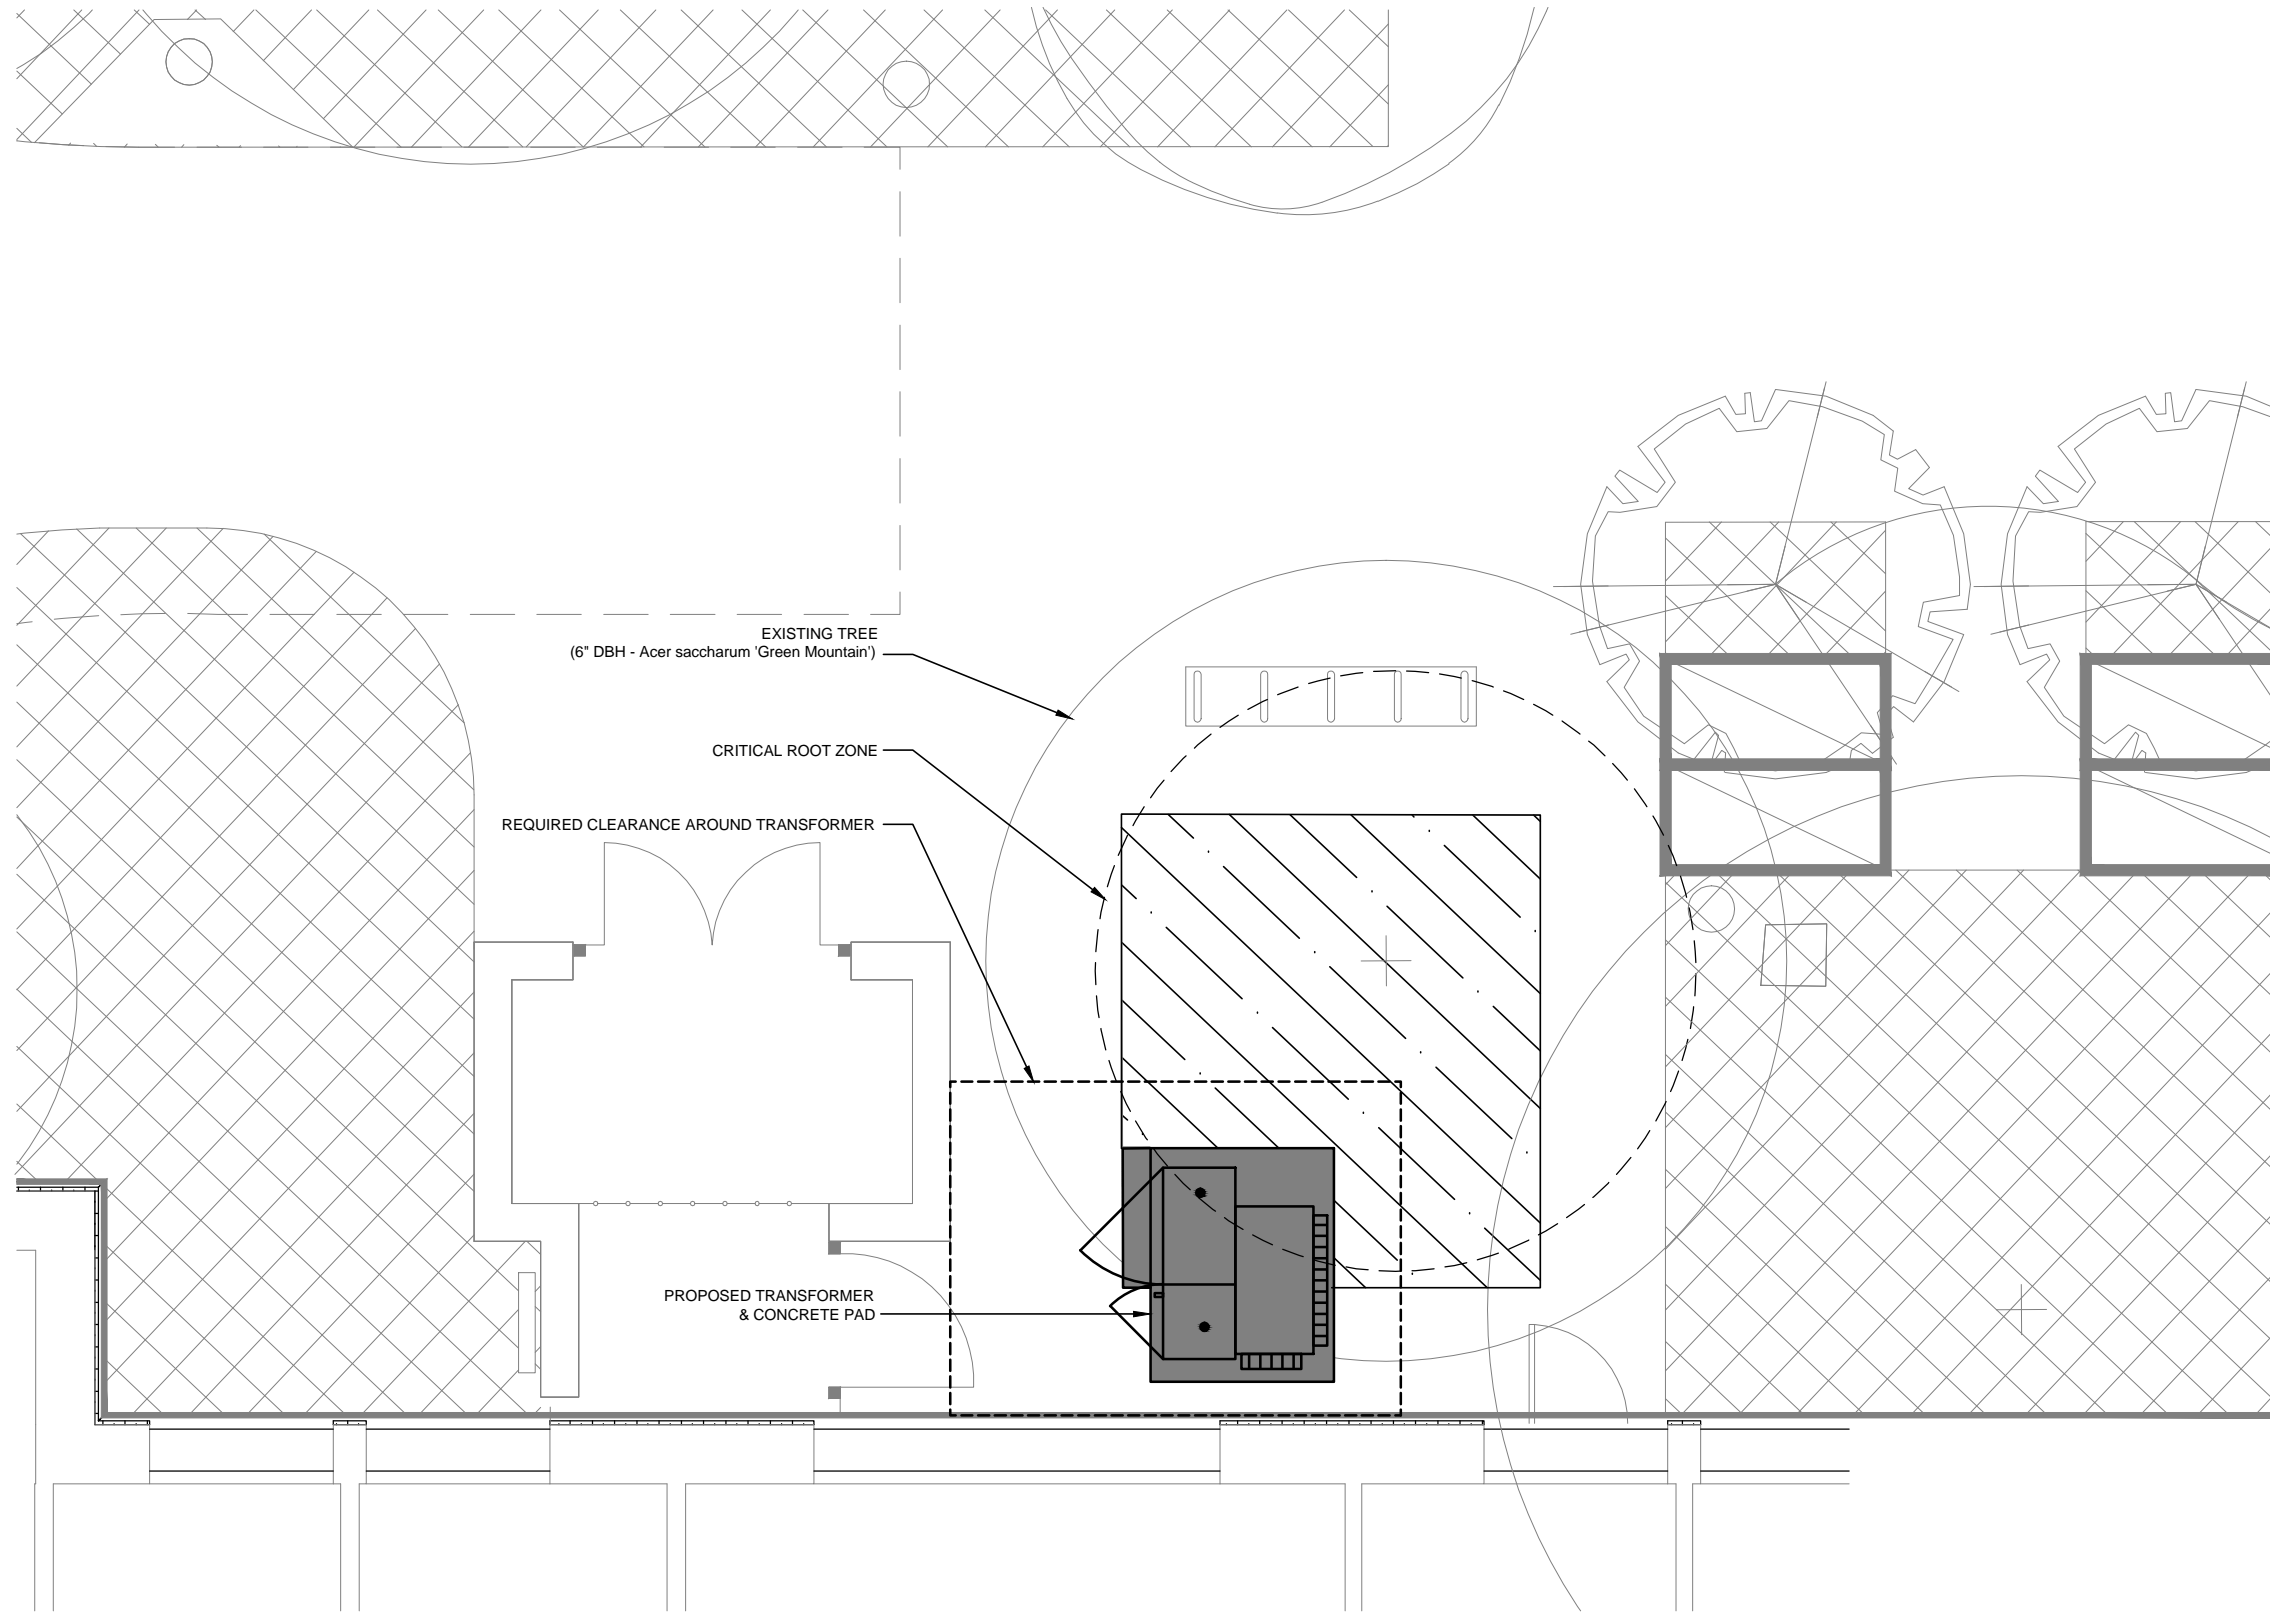 EXISTING TREE
(6" DBH - Acer saccharum 'Green Mountain')
CRITICAL ROOT ZONE
REQUIRED CLEARANCE AROUND TRANSFORMER
PROPOSED TRANSFORMER
& CONCRETE PAD